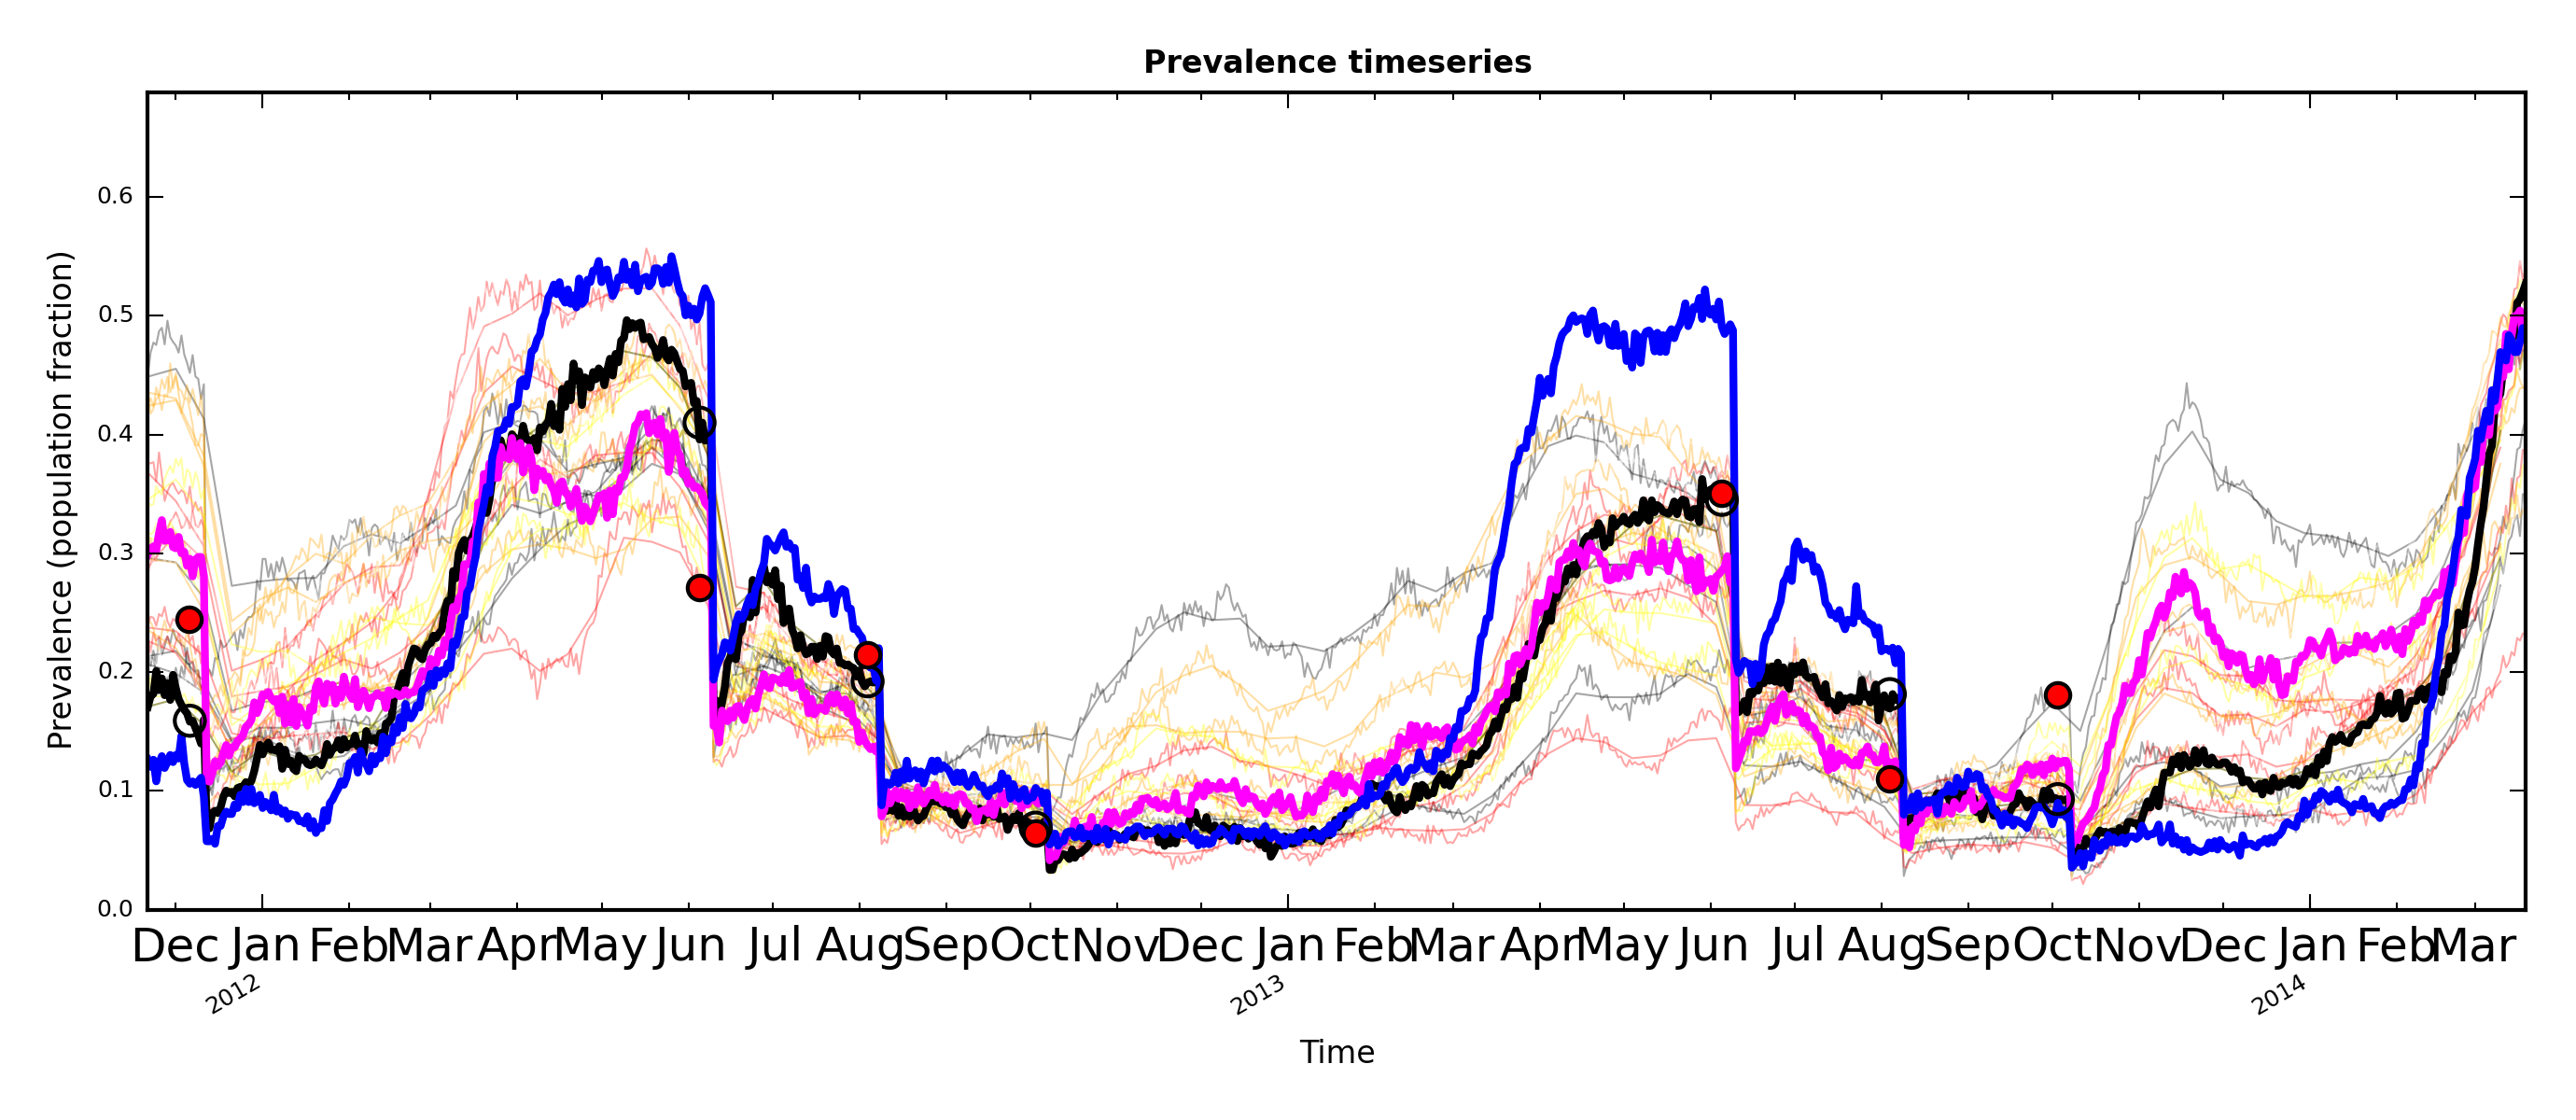 Prevalence timeseries
Prevalence (population fraction)
0.6
0.5
0.4
0.3
0.2
0.1
0.0
Dec Jan Feb Mar Apr May Jun Jul Aug Sep Oct Nov Dec Jan Feb Mar Apr May Jun Jul Aug Sep Oct Nov Dec Jan Feb Mar
2012 2013 2014
Time